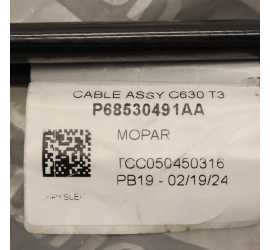 CABLE ASSY C630 T3
P68530491AA
MOPAR
TCC050450316
PB19 - 02/19/24